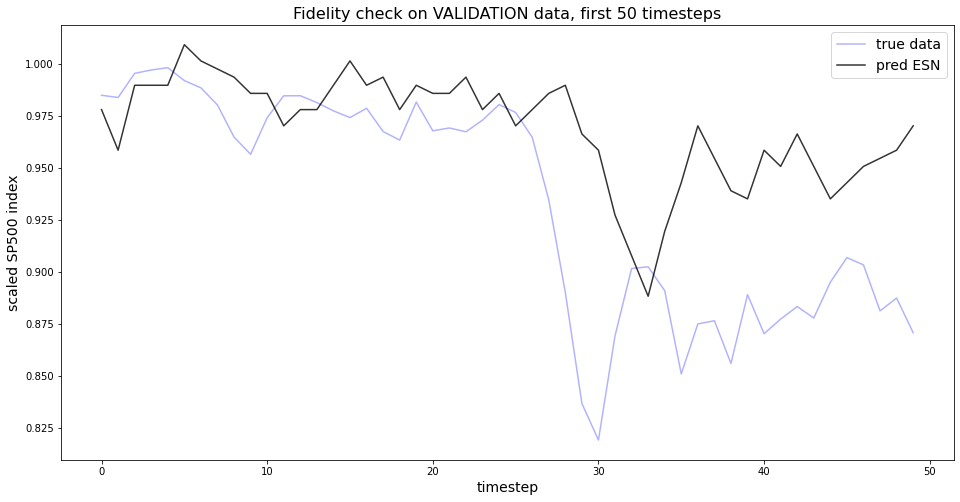 Fidelity check on VALIDATION data, first 50 timesteps
true data
pred ESN
scaled SP500 index
1.000
0.975
0.950
0.925
0.900
0.875
0.850
0.825
0
10
20
30
40
50
timestep